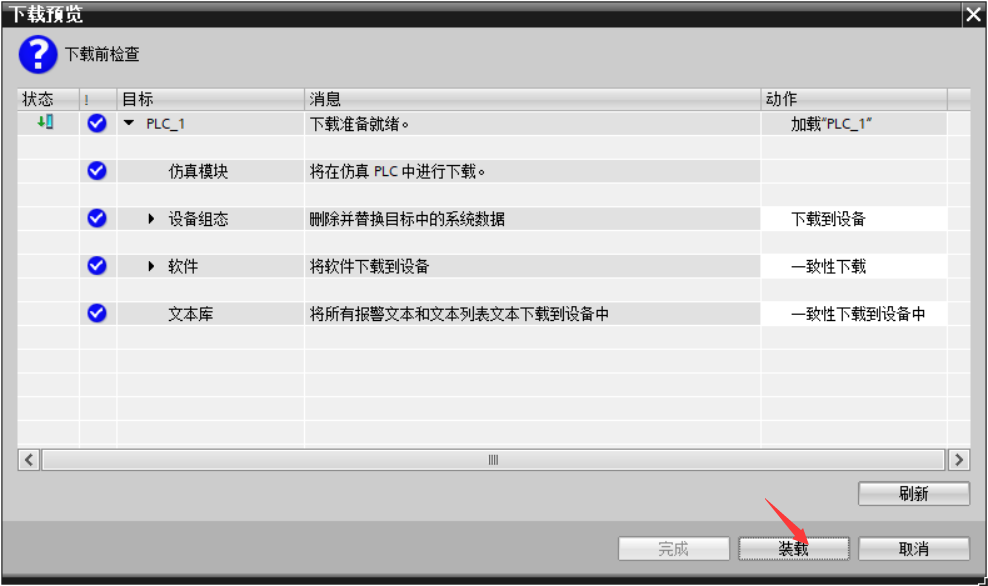 下载预览
下载前检查
状态 ! 目标 消息 动作
PLC_1 下载准备就绪。 加载"PLC_1"
仿真模块 将在仿真 PLC 中进行下载。
设备组态 删除并替换目标中的系统数据 下载到设备
软件 将软件下载到设备 一致性下载
文本库 将所有报警文本和文本列表文本下载到设备中 一致性下载到设备中
刷新
完成 装载 取消